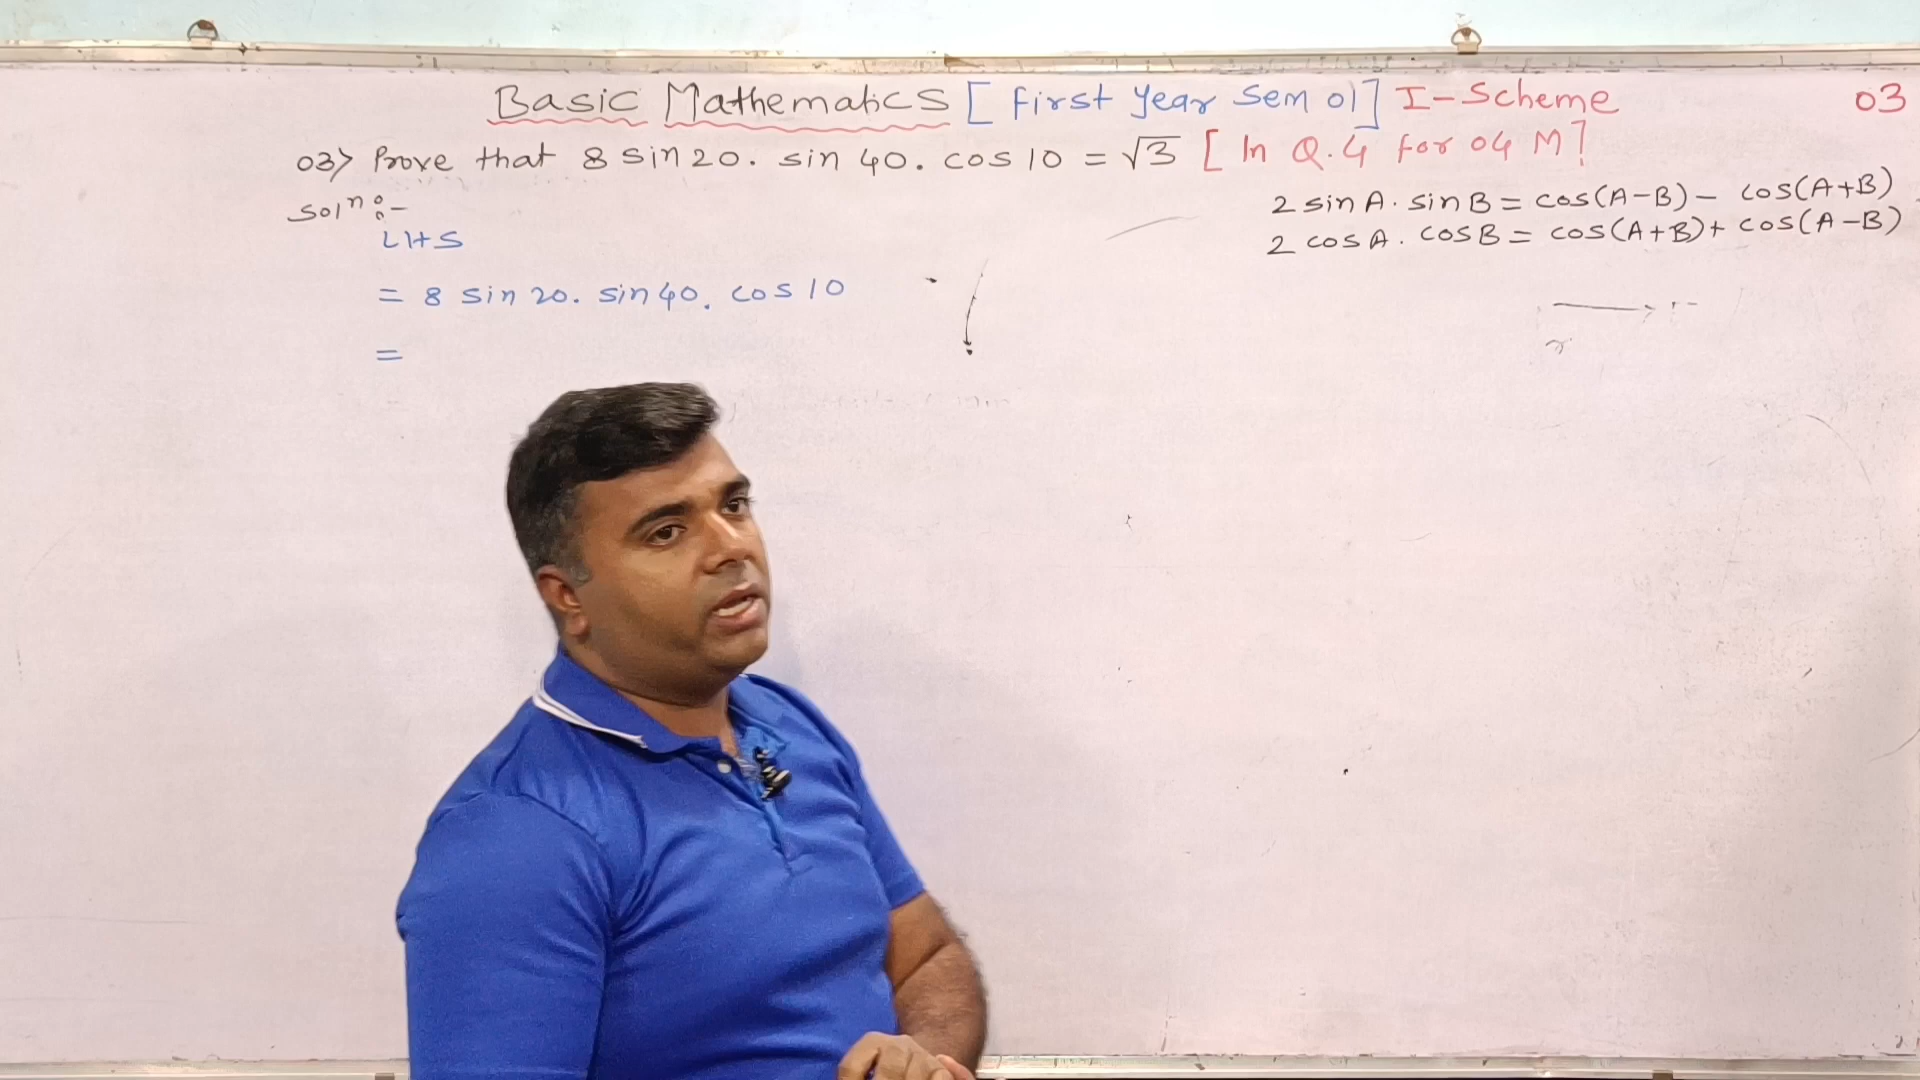 Basic Mathematics [First Year Sem 01] I-Scheme 03
03> Prove that 8 sin 20. sin 40. cos 10 = √3 [In Q.4 for 04 M]
Solⁿ:-
2 sin A. sin B = cos(A-B) - cos(A+B)
LHS
2 cos A. cos B = cos(A+B) + cos(A-B)
= 8 sin 20. sin 40. cos 10
=